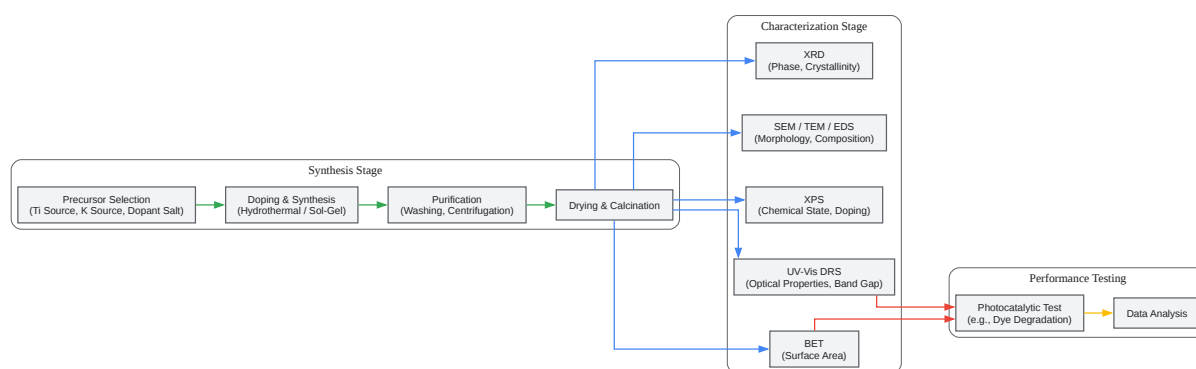 Synthesis Stage
Precursor Selection
(Ti Source, K Source, Dopant Salt)
Doping & Synthesis
(Hydrothermal / Sol-Gel)
Purification
(Washing, Centrifugation)
Drying & Calcination
Characterization Stage
XRD
(Phase, Crystallinity)
SEM / TEM / EDS
(Morphology, Composition)
XPS
(Chemical State, Doping)
UV-Vis DRS
(Optical Properties, Band Gap)
BET
(Surface Area)
Performance Testing
Photocatalytic Test
(e.g., Dye Degradation)
Data Analysis